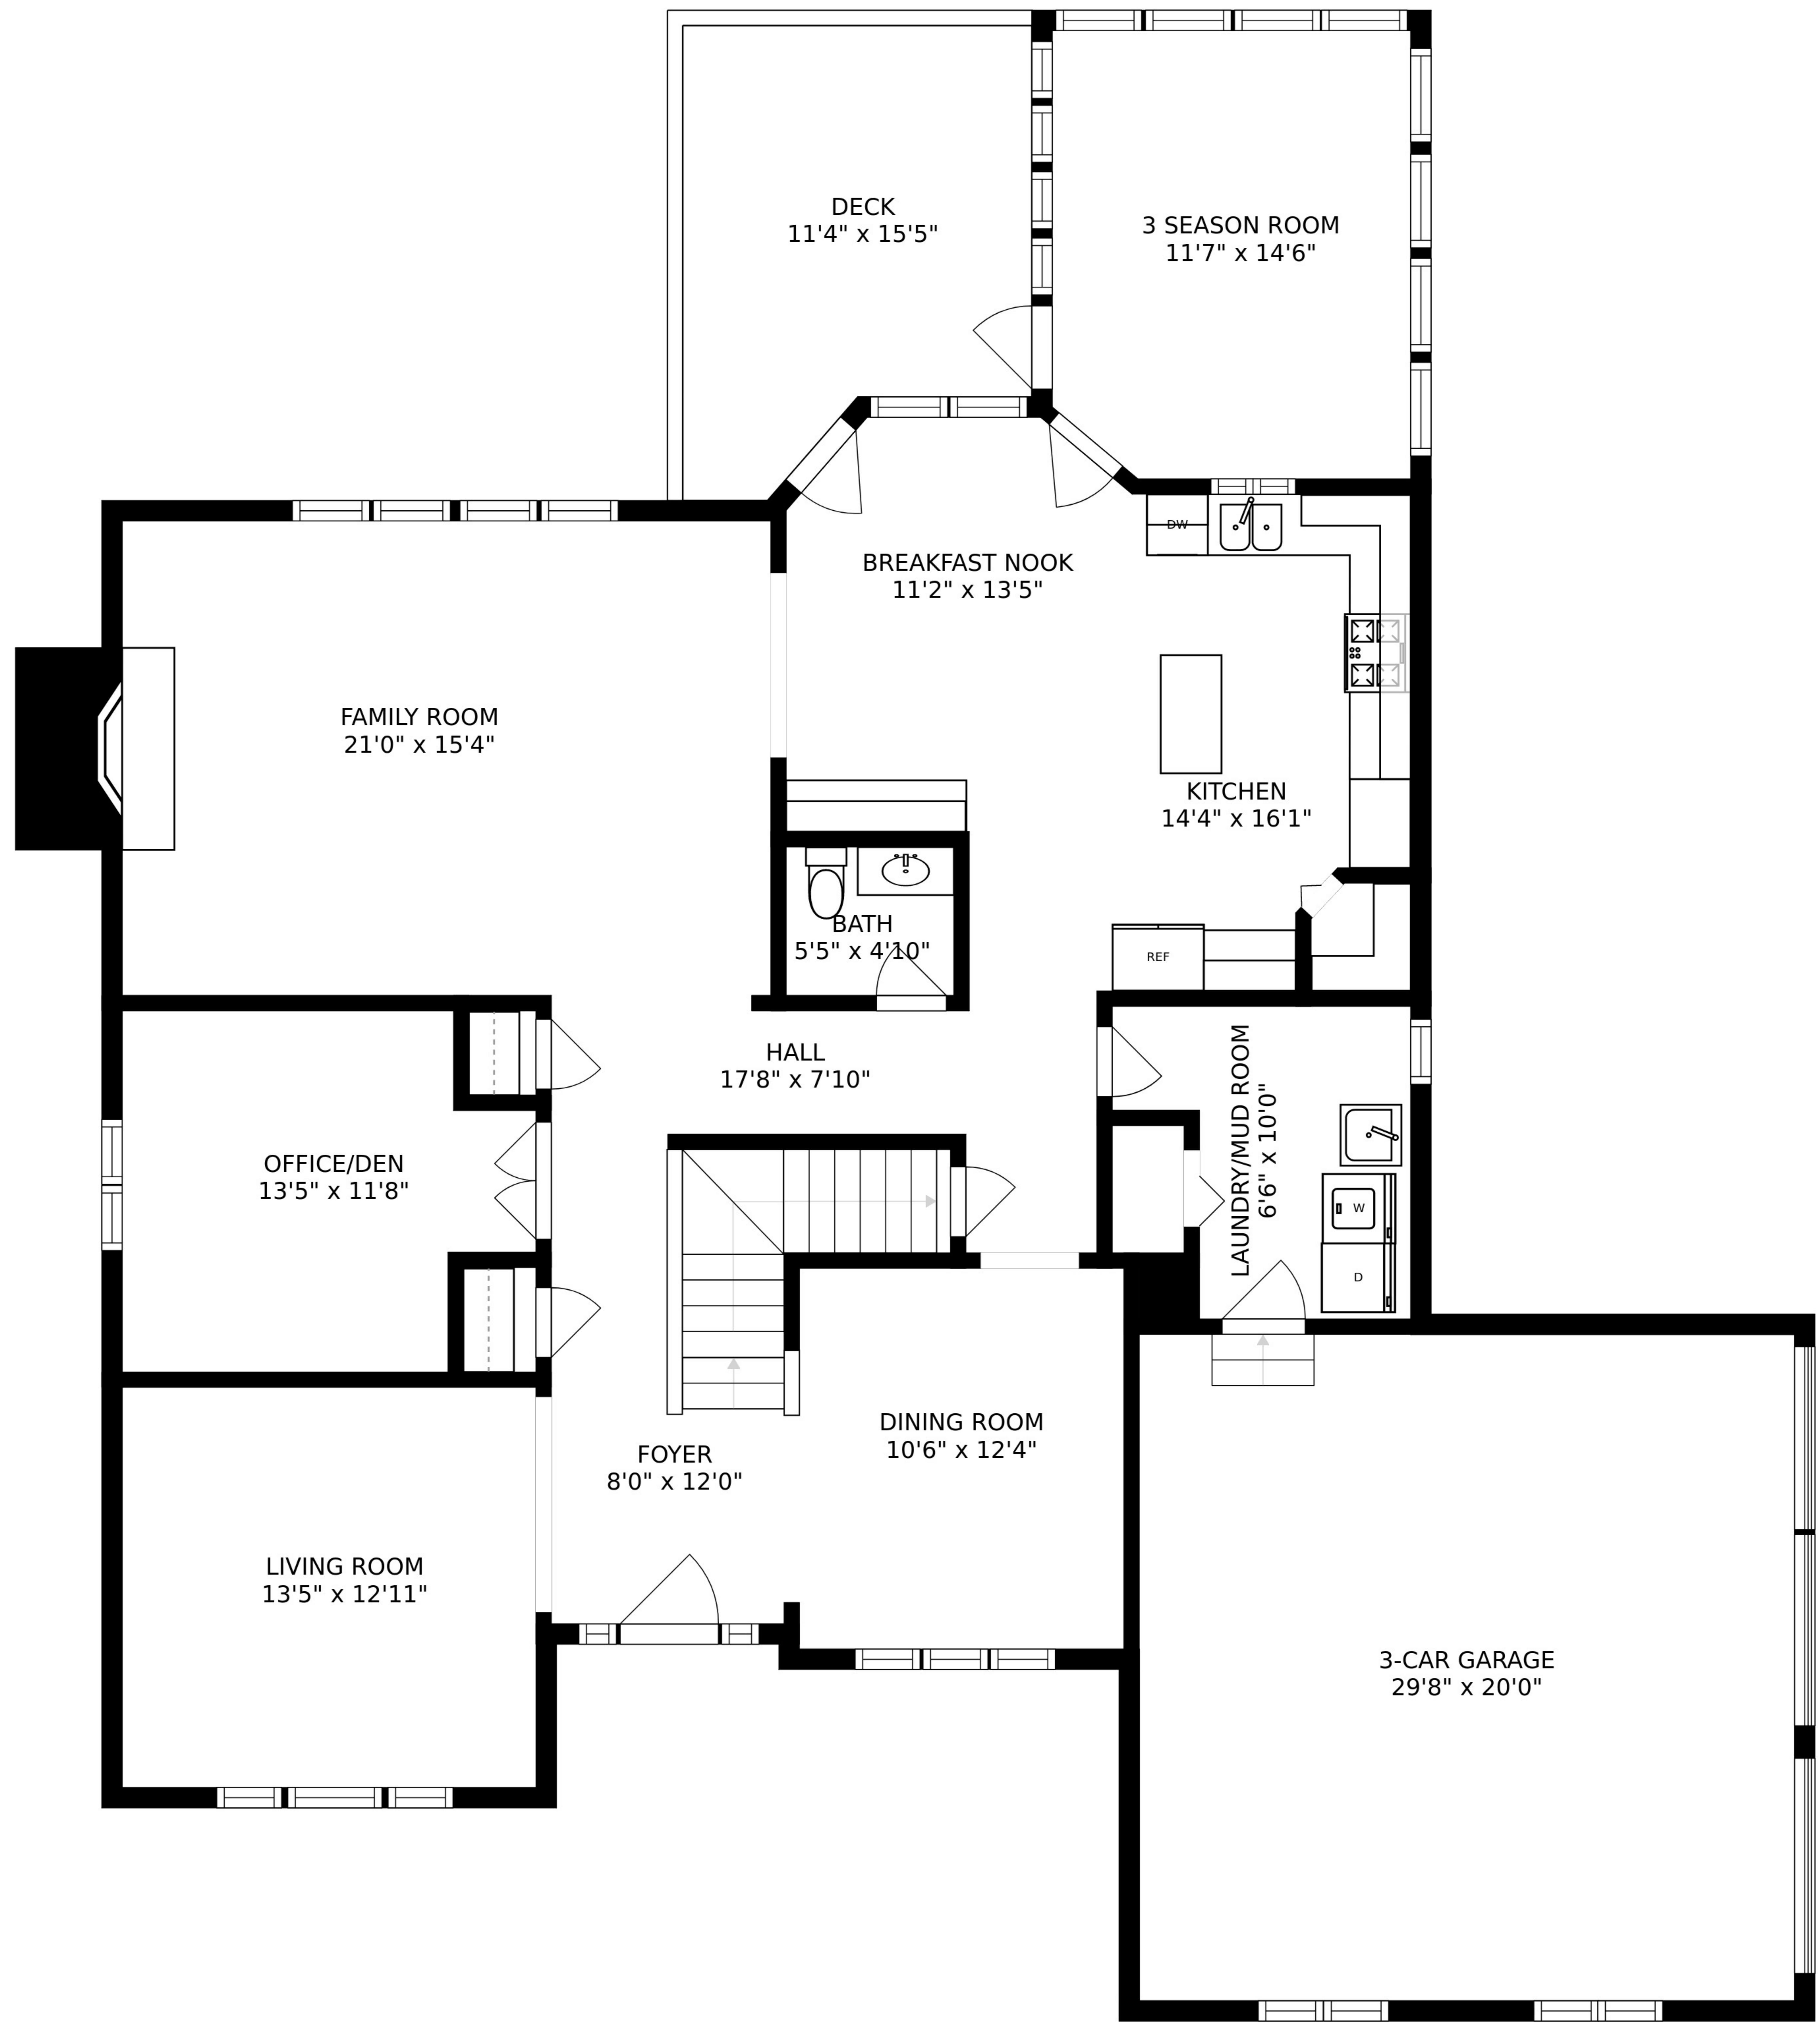 DECK
11'4" x 15'5"
3 SEASON ROOM
11'7" x 14'6"
DW
BREAKFAST NOOK
11'2" x 13'5"
FAMILY ROOM
21'0" x 15'4"
KITCHEN
14'4" x 16'1"
BATH
5'5" x 4'10"
REF
HALL
17'8" x 7'10"
LAUNDRY/MUD ROOM
6'6" x 10'0"
OFFICE/DEN
13'5" x 11'8"
W
D
DINING ROOM
10'6" x 12'4"
FOYER
8'0" x 12'0"
LIVING ROOM
13'5" x 12'11"
3-CAR GARAGE
29'8" x 20'0"